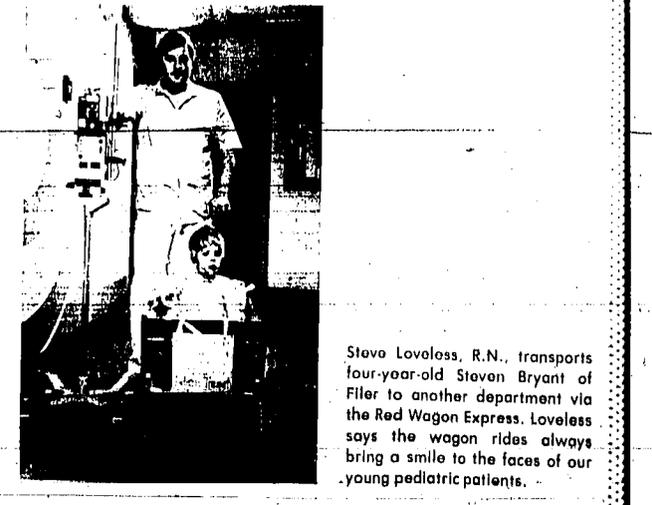 Steve Loveless, R.N., transports
four-year-old Steven Bryant of
Filer to another department via
the Red Wagon Express. Loveless
says the wagon rides always
bring a smile to the faces of our
young pediatric patients.